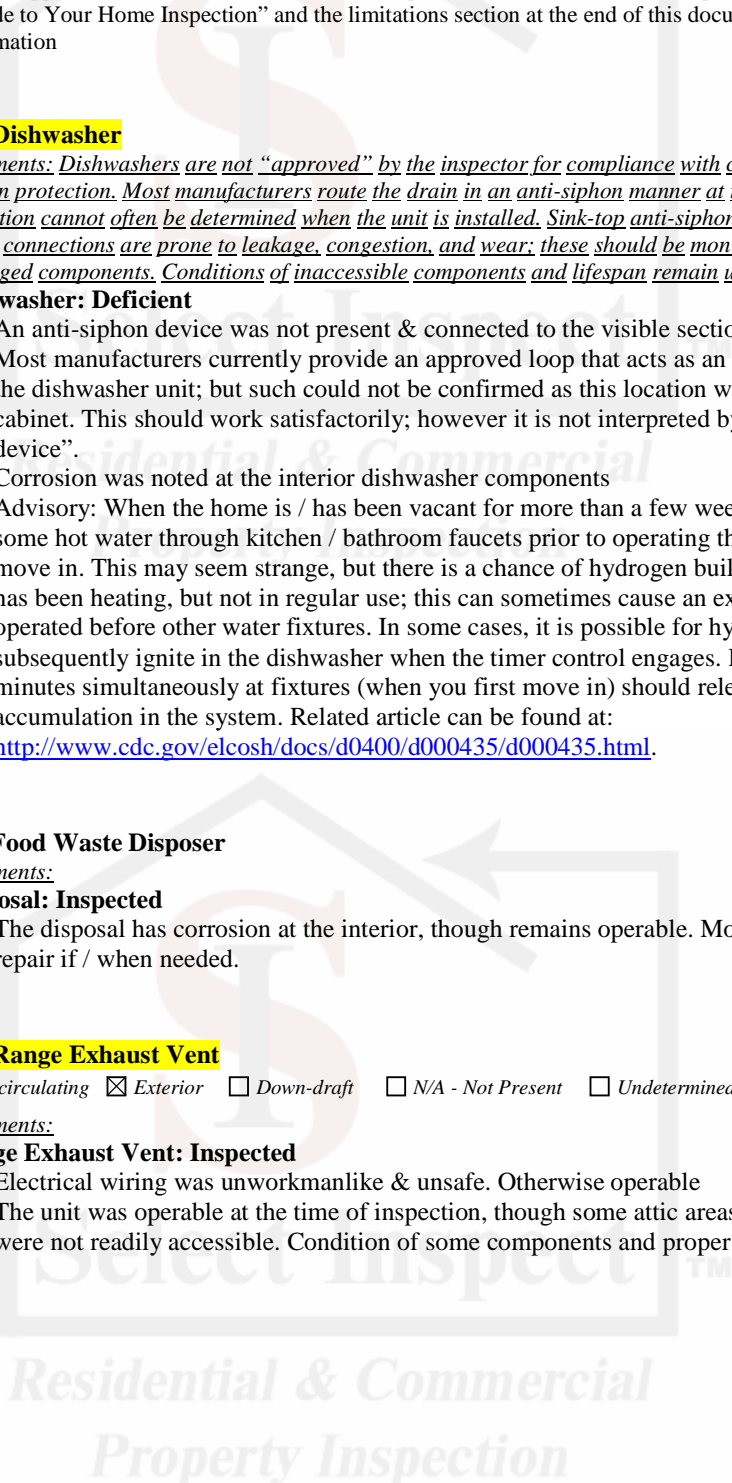 de to Your Home Inspection” and the limitations section at the end of this docu
mation
Dishwasher
ments: Dishwashers are not “approved” by the inspector for compliance with
n protection. Most manufacturers route the drain in an anti-siphon manner at
tion cannot often be determined when the unit is installed. Sink-top anti-siphon
connections are prone to leakage, congestion, and wear; these should be mon
ged components. Conditions of inaccessible components and lifespan remain u
washer: Deficient
An anti-siphon device was not present & connected to the visible sectio
Most manufacturers currently provide an approved loop that acts as an
the dishwasher unit; but such could not be confirmed as this location w
cabinet. This should work satisfactorily; however it is not interpreted by
device”.
Corrosion was noted at the interior dishwasher components
Advisory: When the home is / has been vacant for more than a few wee
some hot water through kitchen / bathroom faucets prior to operating th
move in. This may seem strange, but there is a chance of hydrogen buil
has been heating, but not in regular use; this can sometimes cause an ex
operated before other water fixtures. In some cases, it is possible for hy
subsequently ignite in the dishwasher when the timer control engages.
minutes simultaneously at fixtures (when you first move in) should rele
accumulation in the system. Related article can be found at:
http://www.cdc.gov/elcosh/docs/d0400/d000435/d000435.html.
Food Waste Disposer
ments:
osal: Inspected
The disposal has corrosion at the interior, though remains operable. Mo
repair if / when needed.
Range Exhaust Vent
circulating ☒ Exterior ☐ Down-draft ☐ N/A - Not Present ☐ Undetermined
ments:
ge Exhaust Vent: Inspected
Electrical wiring was unworkmanlike & unsafe. Otherwise operable
The unit was operable at the time of inspection, though some attic areas
were not readily accessible. Condition of some components and proper
Select Inspect TM
Residential & Commercial
Property Inspection
Select Inspect TM
Residential & Commercial
Property Inspection